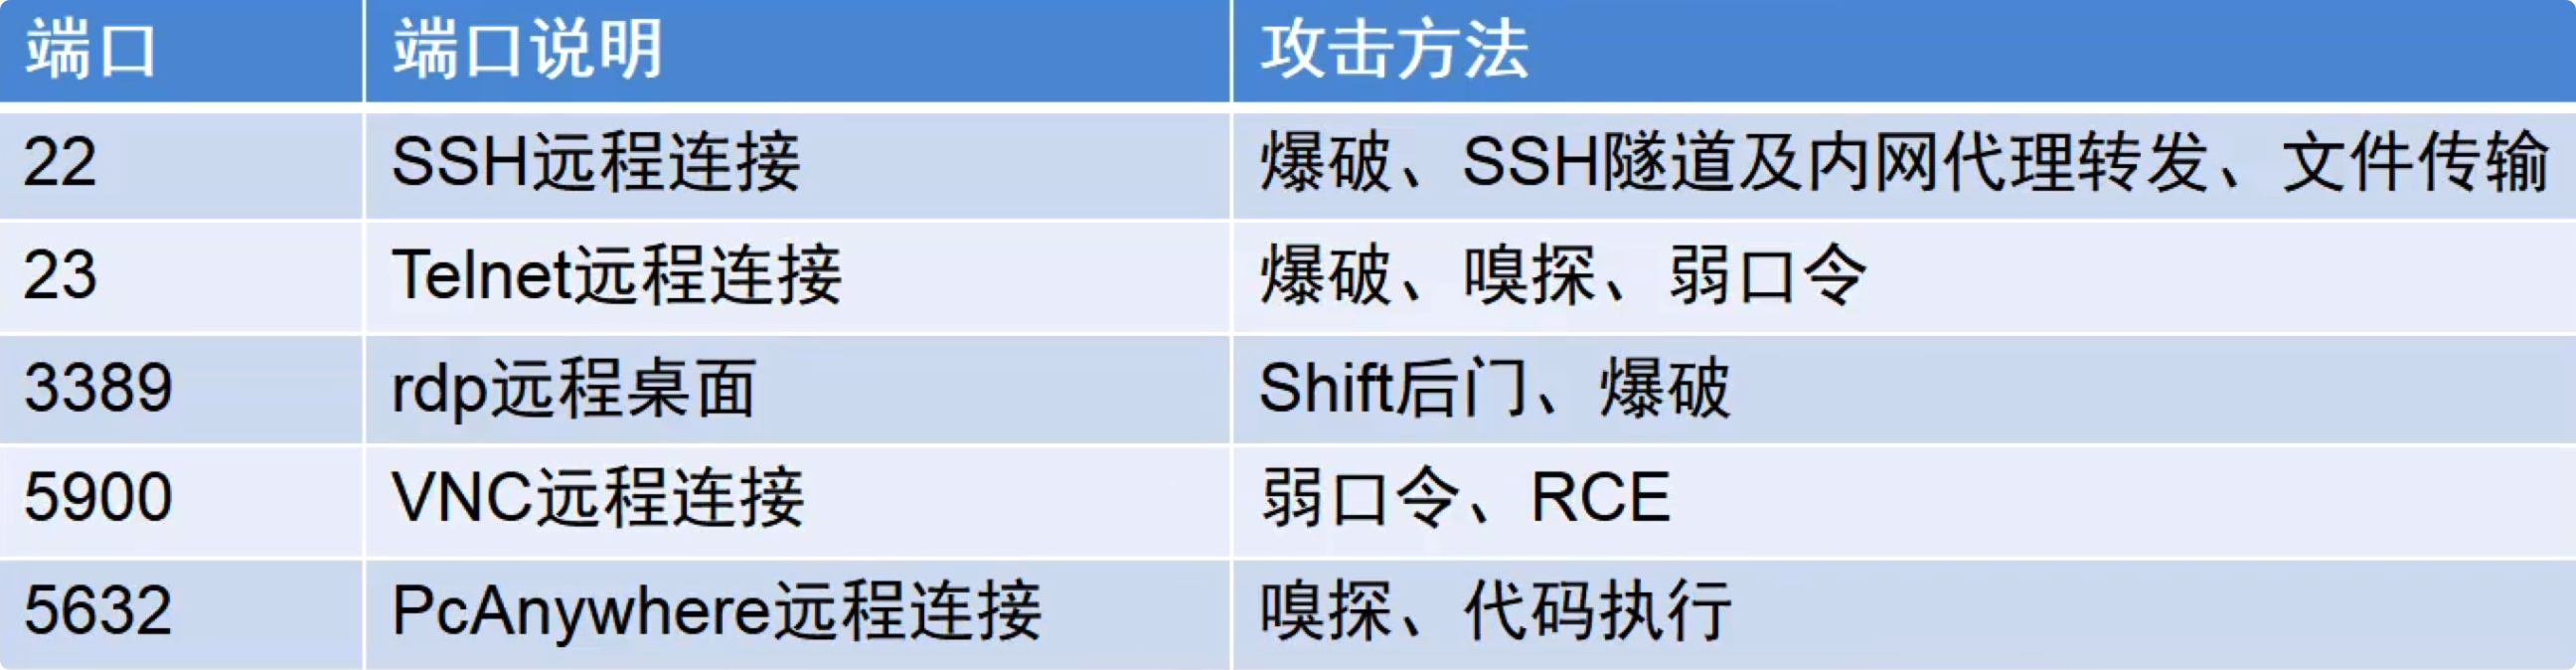 端口 端口说明 攻击方法
22 SSH远程连接 爆破、SSH隧道及内网代理转发、文件传输
23 Telnet远程连接 爆破、嗅探、弱口令
3389 rdp远程桌面 Shift后门、爆破
5900 VNC远程连接 弱口令、RCE
5632 PcAnywhere远程连接 嗅探、代码执行